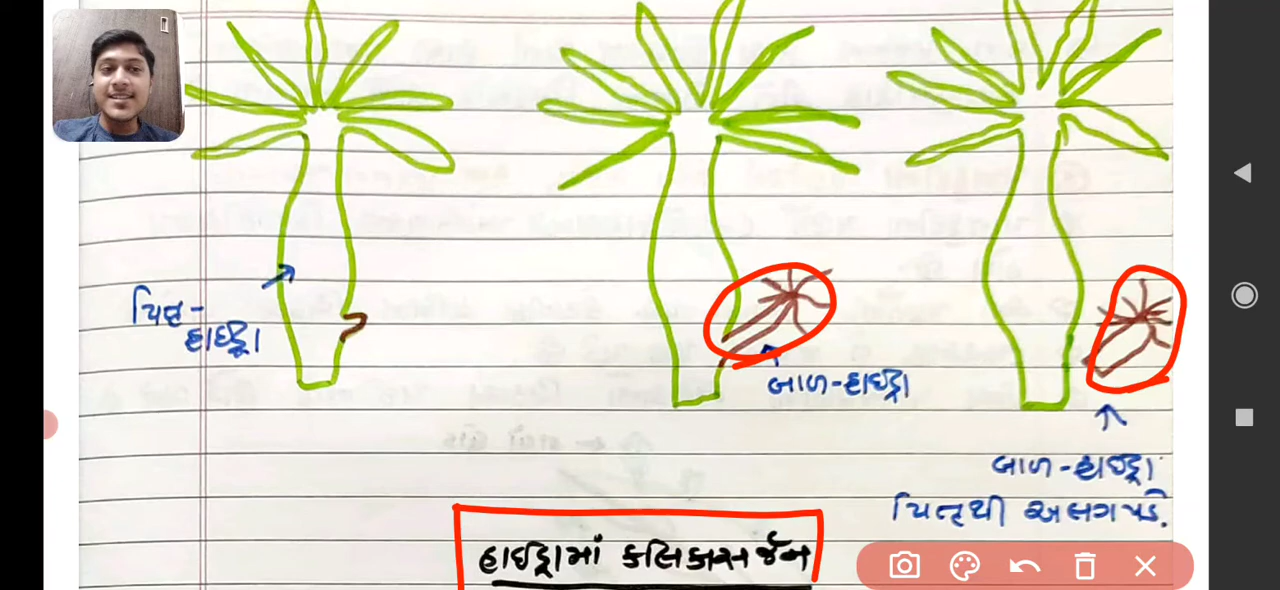 પિતૃ-
હાઈડ્રા
બાળ-હાઈડ્રા
બાળ-હાઈડ્રા
પિતૃથી અલગ પડે.
હાઈડ્રામાં કલિકાસર્જન